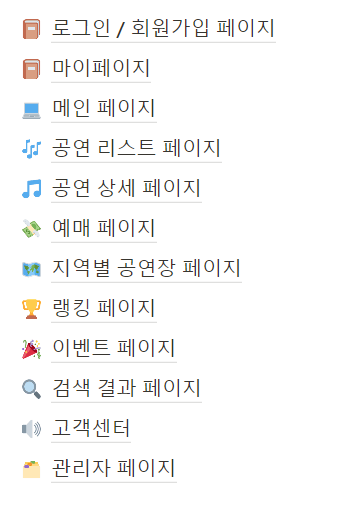 로그인 / 회원가입 페이지
마이페이지
메인 페이지
공연 리스트 페이지
공연 상세 페이지
예매 페이지
지역별 공연장 페이지
랭킹 페이지
이벤트 페이지
검색 결과 페이지
고객센터
관리자 페이지